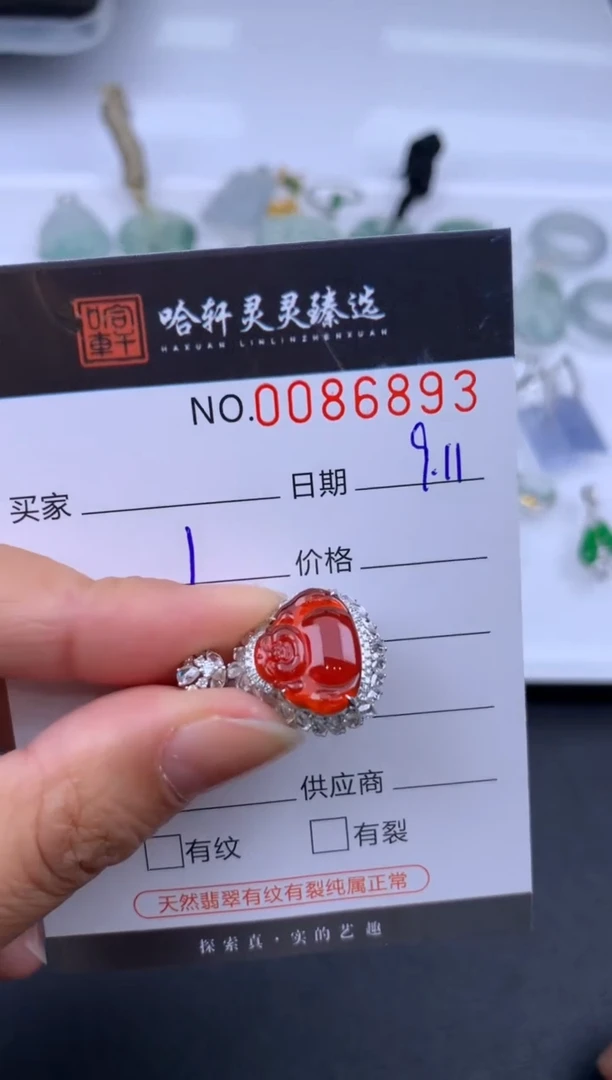 哈轩
哈轩灵灵臻选
HAXUAN LINLINZHENXUAN
NO.0086893
买家 日期 9.11
1 价格
供应商
有纹 有裂
天然翡翠有纹有裂纯属正常
探索真·实的艺趣